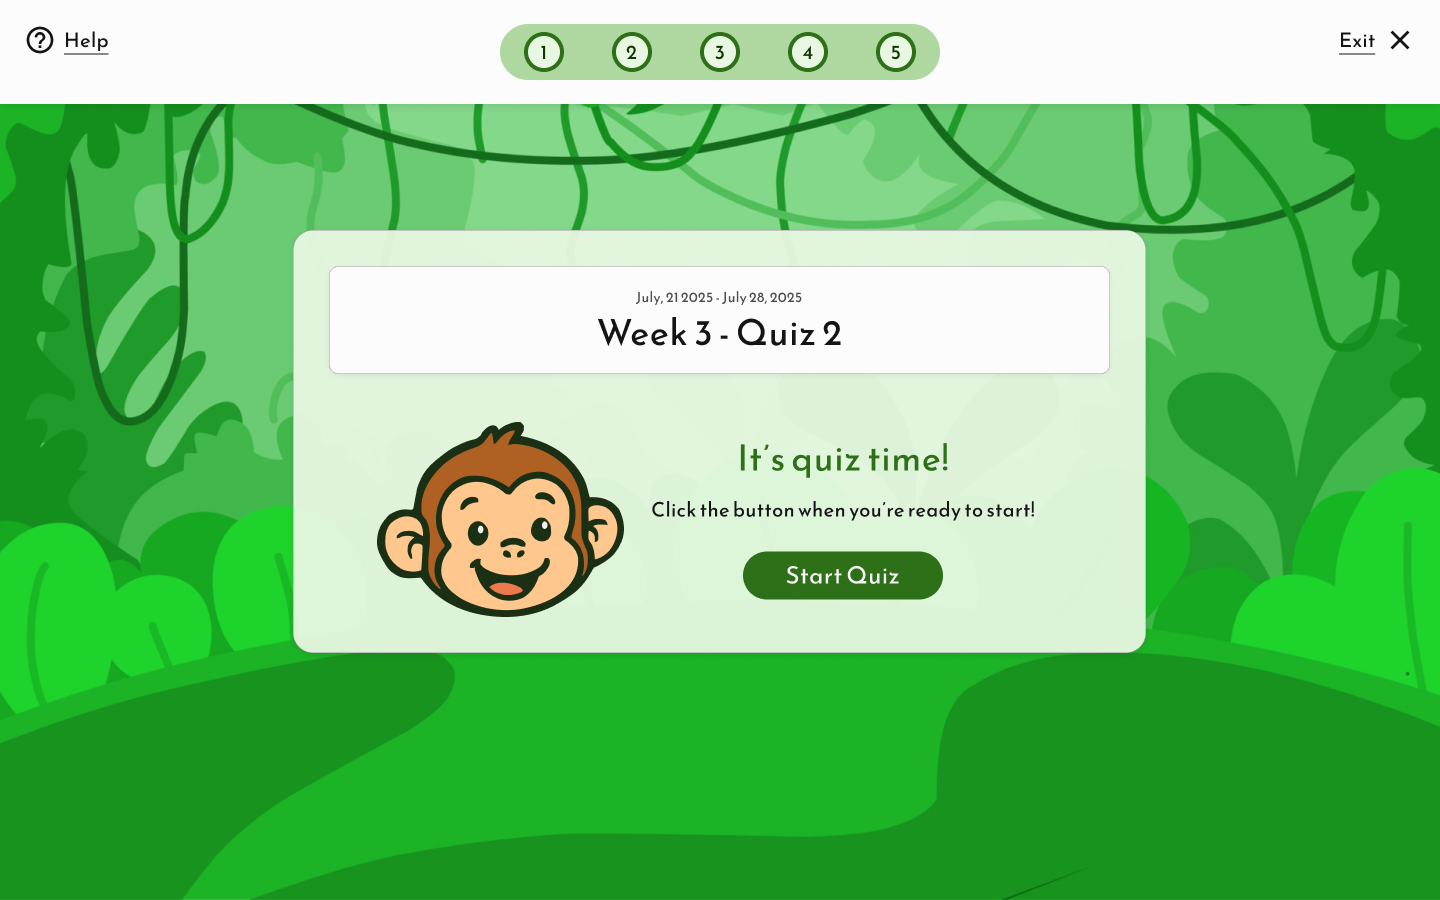 Help
1 2 3 4 5
Exit
July, 21 2025 - July 28, 2025
Week 3 - Quiz 2
It's quiz time!
Click the button when you're ready to start!
Start Quiz